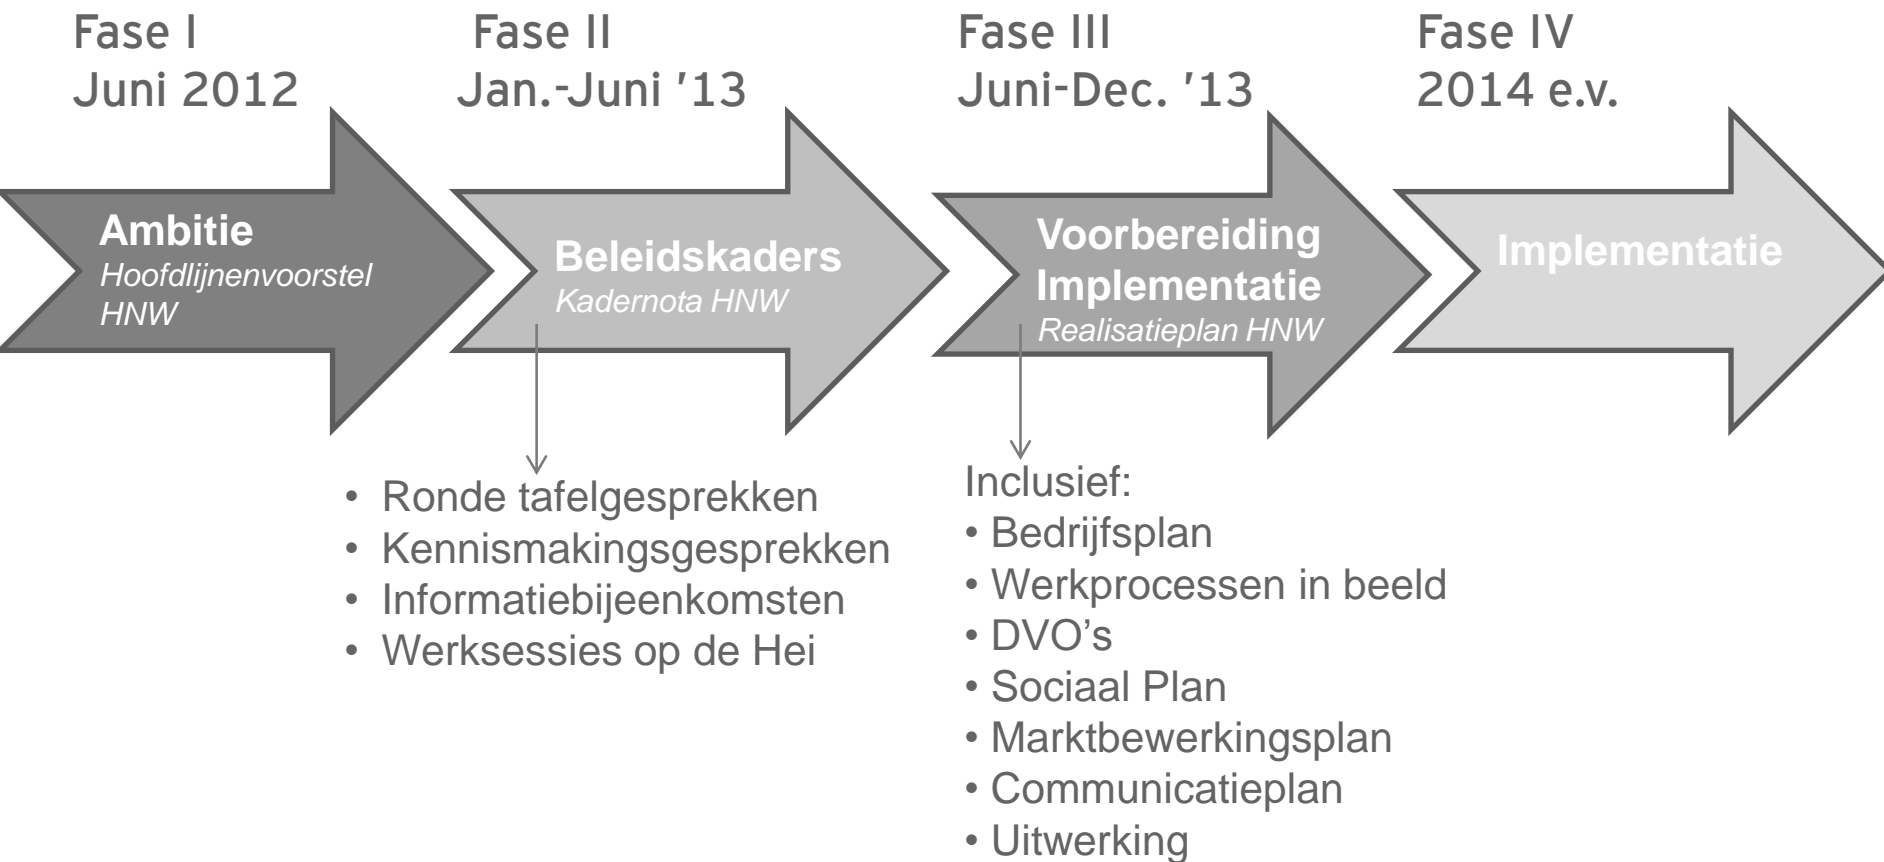 Fase I
Juni 2012
Fase II
Jan.-Juni '13
Fase III
Juni-Dec. '13
Fase IV
2014 e.v.
Ambitie
Hoofdlijnenvoorstel
HNW
Beleidskaders
Kadernota HNW
Voorbereiding
Implementatie
Realisatieplan HNW
Implementatie
• Ronde tafelgesprekken
• Kennismakingsgesprekken
• Informatiebijeenkomsten
• Werksessies op de Hei
Inclusief:
• Bedrijfsplan
• Werkprocessen in beeld
• DVO’s
• Sociaal Plan
• Marktbewerkingsplan
• Communicatieplan
• Uitwerking